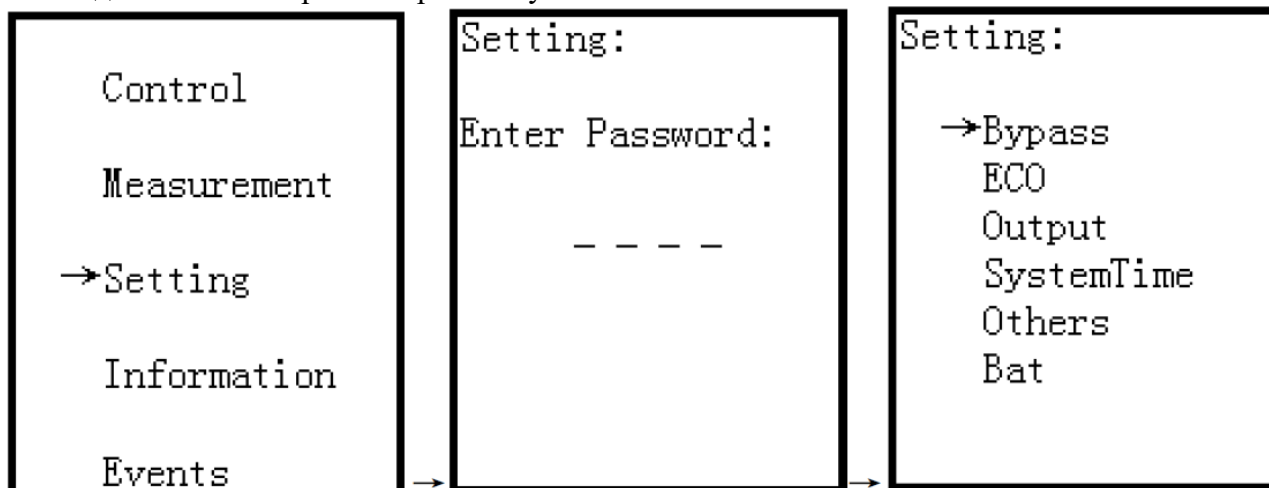 Control
Measurement
→Setting
Information
Events
→
Setting:
Enter Password:
_ _ _ _
→
Setting:
→Bypass
ECO
Output
SystemTime
Others
Bat